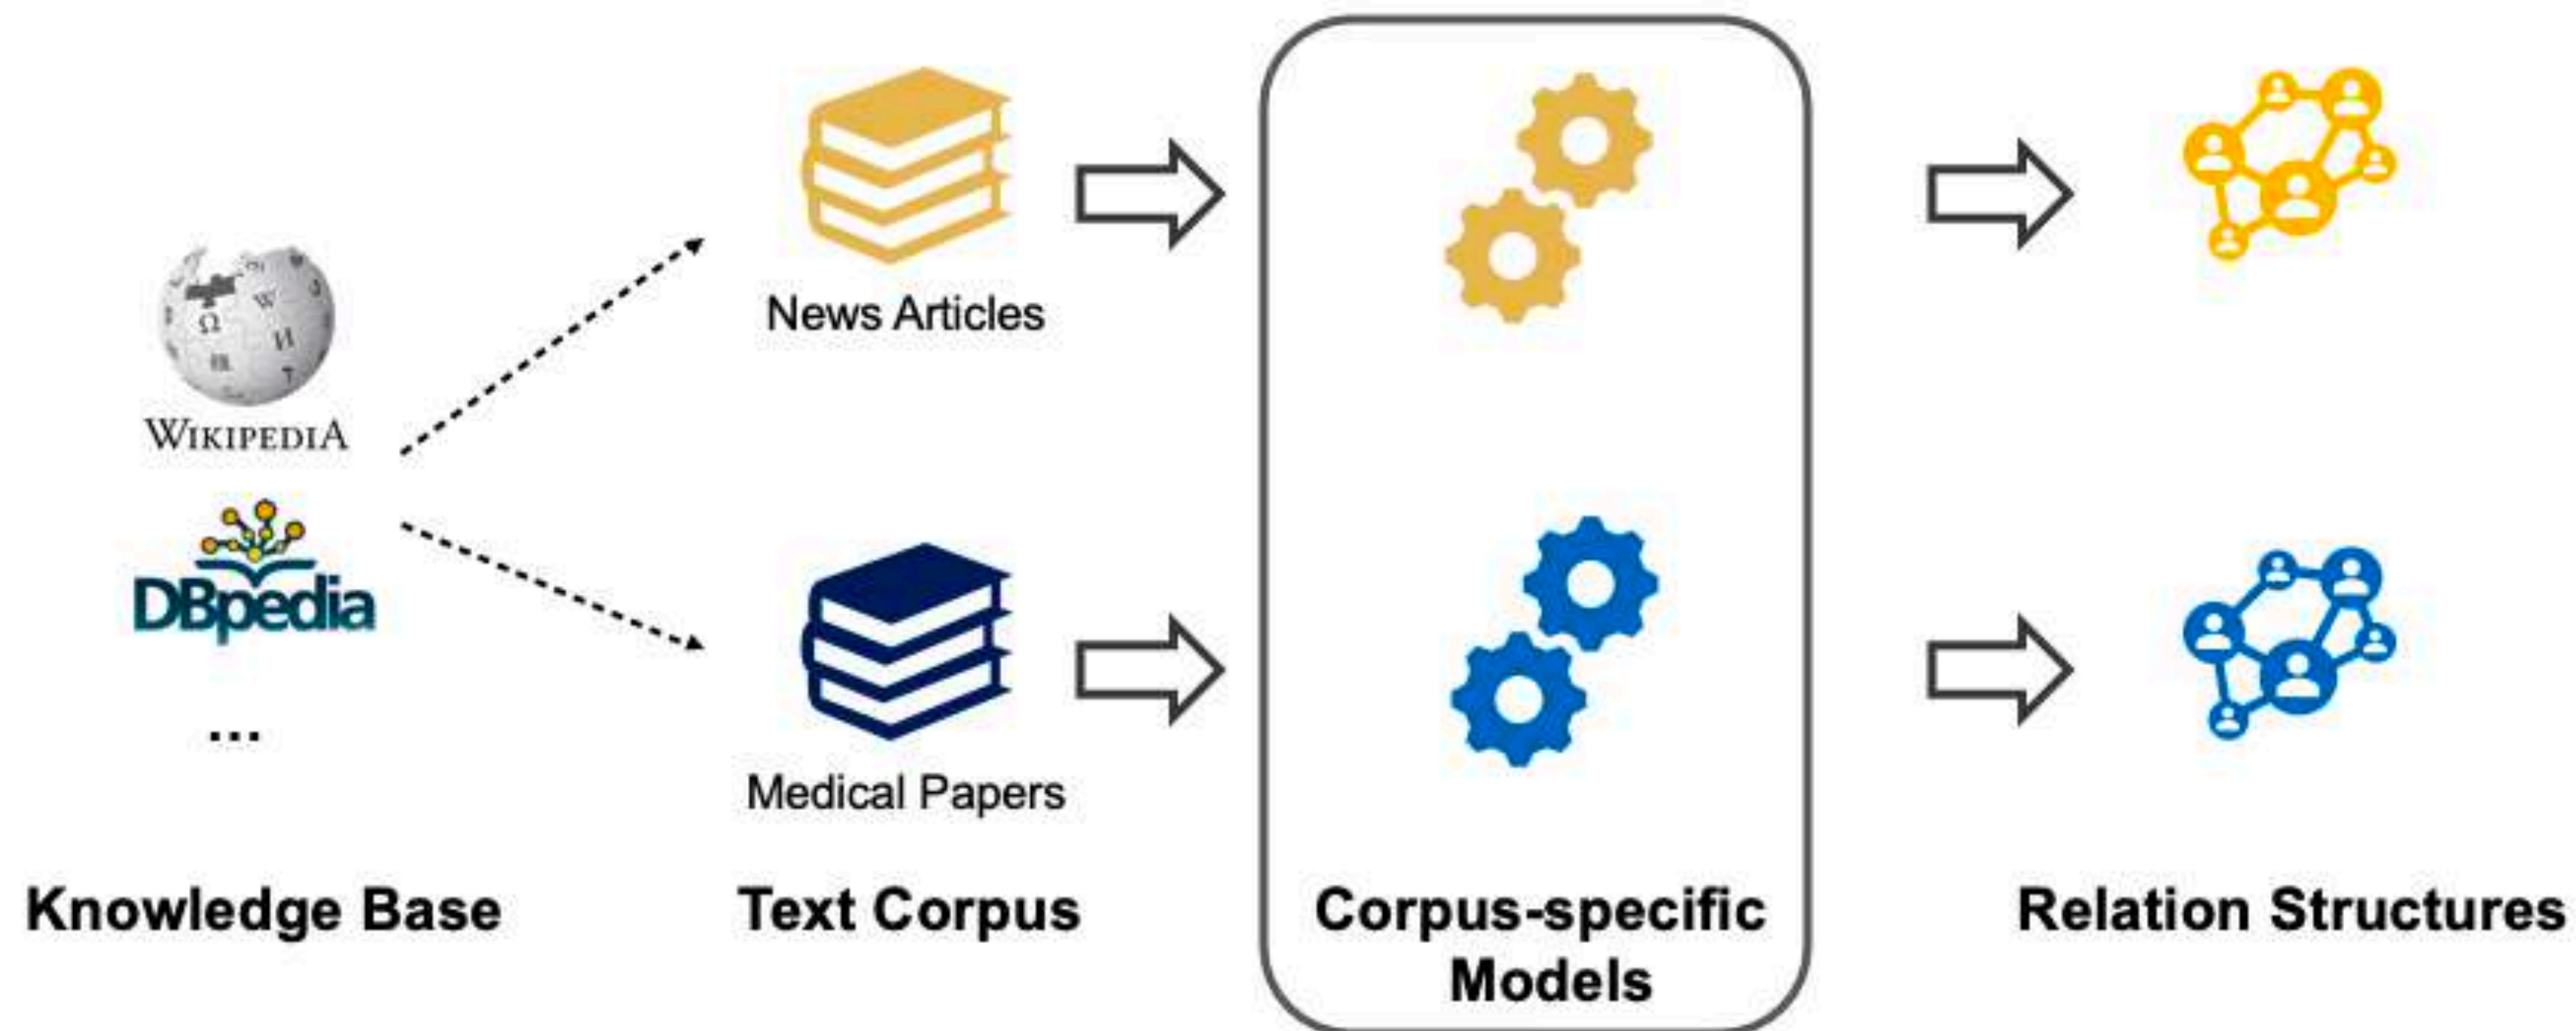 News Articles
WIKIPEDIA
DBpedia
...
Medical Papers
Knowledge Base
Text Corpus
Corpus-specific
Models
Relation Structures